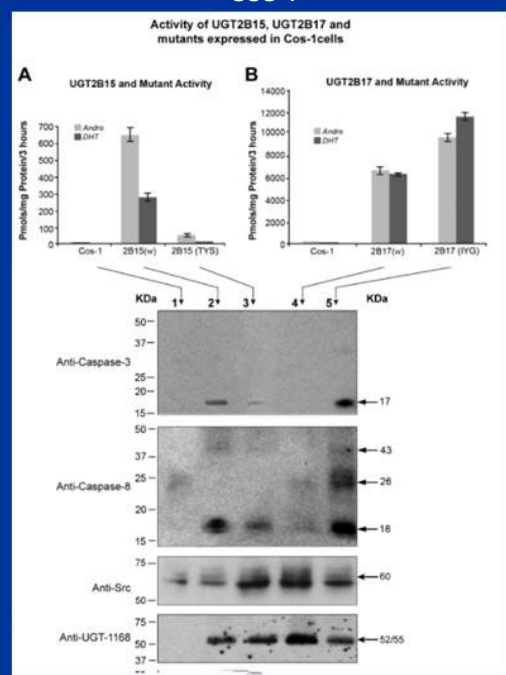 Activity of UGT2B15, UGT2B17 and
mutants expressed in Cos-1cells
A
UGT2B15 and Mutant Activity
Pmols/mg Protein/3 hours
700
600
500
400
300
200
100
0
Andro
DHT
Cos-1
2B15(w)
2B15 (TYS)
B
UGT2B17 and Mutant Activity
Pmols/mg Protein/3 hours
14000
12000
10000
8000
6000
4000
2000
0
Andro
DHT
Cos-1
2B17(w)
2B17 (IYG)
KDa 1 2 3 4 5 KDa
50
37
Anti-Caspase-3
25
20
15
17
50
43
37
Anti-Caspase-8
25
26
20
18
15
75
60
Anti-Src
50
75
Anti-UGT-1168
50
52/55
37